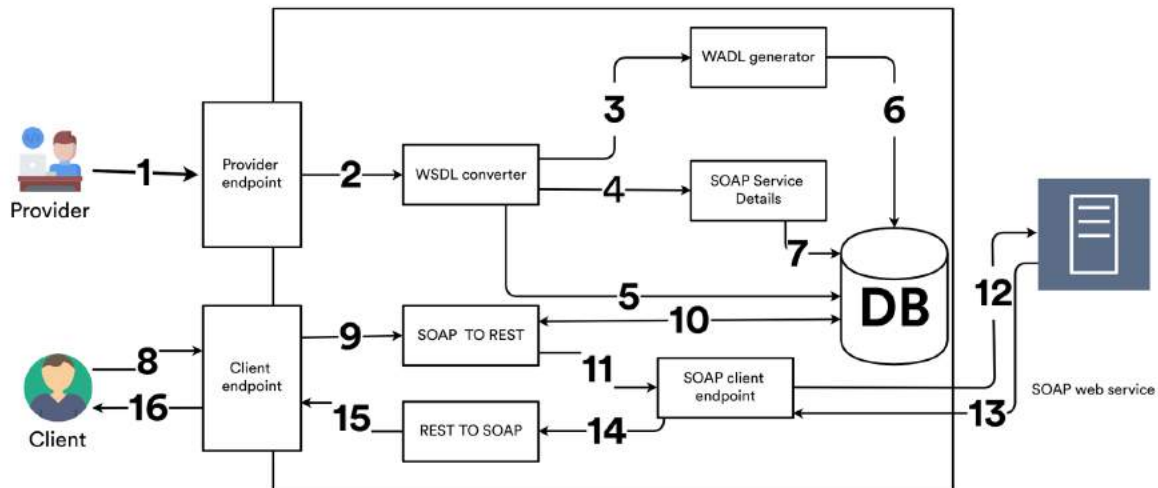 WADL generator
3
6
1
Provider
endpoint
2
WSDL converter
4
SOAP Service
Details
Provider
7
12
5
DB
10
9
SOAP TO REST
8
Client
endpoint
11
SOAP client
endpoint
SOAP web service
16
15
13
14
REST TO SOAP
Client